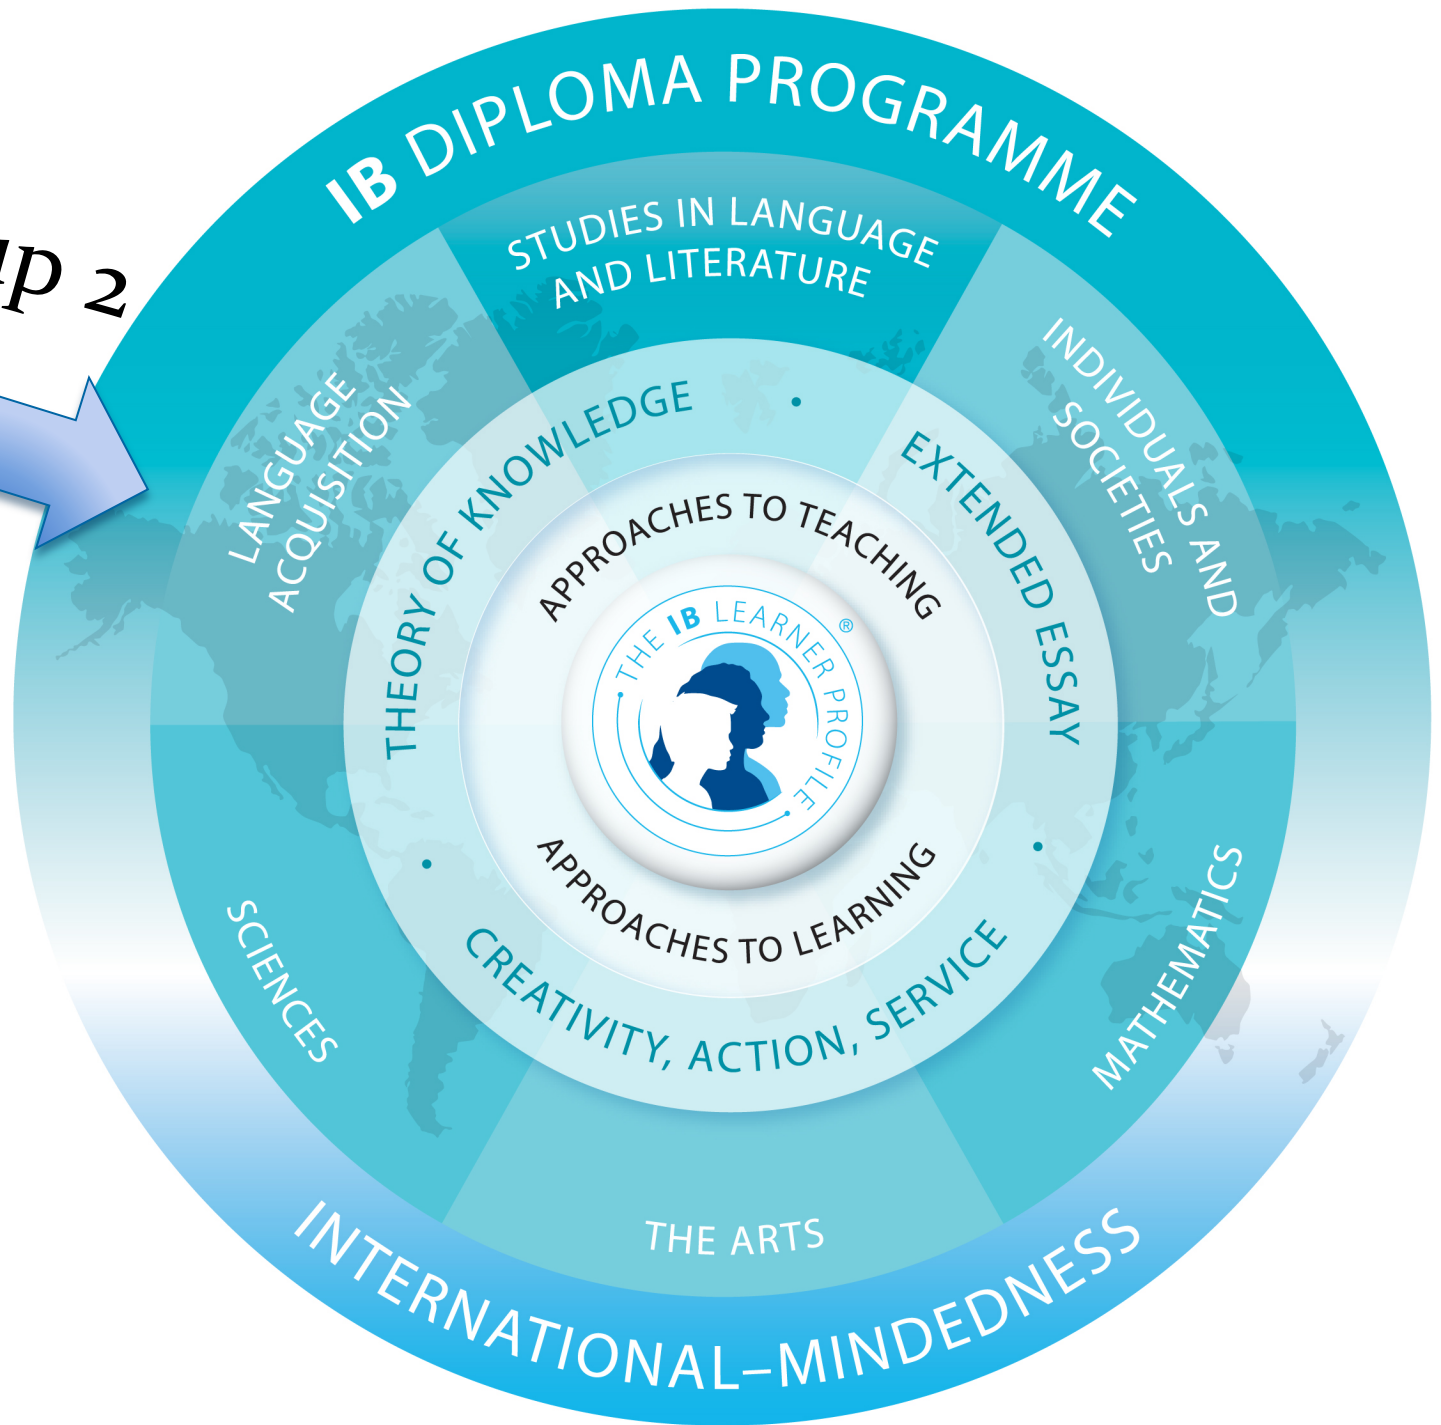 IB DIPLOMA PROGRAMME
STUDIES IN LANGUAGE
AND LITERATURE
2
LANGUAGE
ACQUISITION
INDIVIDUALS AND
SOCIETIES
THEORY OF KNOWLEDGE
•
EXTENDED ESSAY
APPROACHES TO TEACHING
• THE IB LEARNER PROFILE •
®
APPROACHES TO LEARNING
•
CREATIVITY, ACTION, SERVICE
•
SCIENCES
MATHEMATICS
THE ARTS
INTERNATIONAL–MINDEDNESS